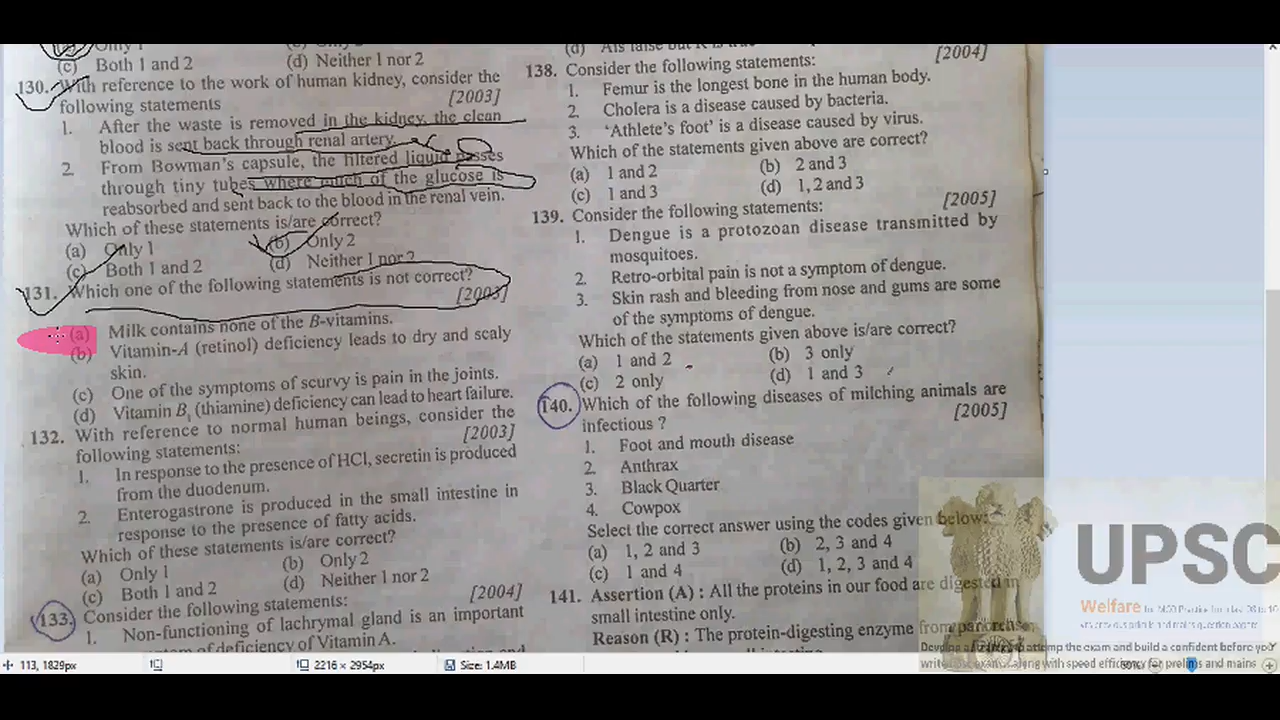 (c) Both 1 and 2 (d) Neither 1 nor 2
130. With reference to the work of human kidney, consider the
following statements [2003]
1. After the waste is removed in the kidney, the clean
blood is sent back through renal artery.
2. From Bowman's capsule, the filtered liquid passes
through tiny tubes where much of the glucose is
reabsorbed and sent back to the blood in the renal vein.
Which of these statements is/are correct?
(a) Only 1 (b) Only 2
(c) Both 1 and 2 (d) Neither 1 nor 2
131. Which one of the following statements is not correct?
[2003]
(a) Milk contains none of the B-vitamins.
(b) Vitamin-A (retinol) deficiency leads to dry and scaly
skin.
(c) One of the symptoms of scurvy is pain in the joints.
(d) Vitamin B1 (thiamine) deficiency can lead to heart failure.
132. With reference to normal human beings, consider the
following statements: [2003]
1. In response to the presence of HCl, secretin is produced
from the duodenum.
2. Enterogastrone is produced in the small intestine in
response to the presence of fatty acids.
Which of these statements is/are correct?
(a) Only 1 (b) Only 2
(c) Both 1 and 2 (d) Neither 1 nor 2
133. Consider the following statements: [2004]
1. Non-functioning of lachrymal gland is an important
of deficiency of Vitamin A.
[2004]
138. Consider the following statements:
1. Femur is the longest bone in the human body.
2. Cholera is a disease caused by bacteria.
3. 'Athlete's foot' is a disease caused by virus.
Which of the statements given above are correct?
(a) 1 and 2 (b) 2 and 3
(c) 1 and 3 (d) 1, 2 and 3
139. Consider the following statements: [2005]
1. Dengue is a protozoan disease transmitted by
mosquitoes.
2. Retro-orbital pain is not a symptom of dengue.
3. Skin rash and bleeding from nose and gums are some
of the symptoms of dengue.
Which of the statements given above is/are correct?
(a) 1 and 2 (b) 3 only
(c) 2 only (d) 1 and 3
140. Which of the following diseases of milching animals are
infectious ? [2005]
1. Foot and mouth disease
2. Anthrax
3. Black Quarter
4. Cowpox
Select the correct answer using the codes given below:
(a) 1, 2 and 3 (b) 2, 3 and 4
(c) 1 and 4 (d) 1, 2, 3 and 4
141. Assertion (A) : All the proteins in our food are digested in
small intestine only.
Reason (R) : The protein-digesting enzyme from pancreas
UPSC
Welfare
113, 1829px 2216 × 2954px Size: 1.4MB